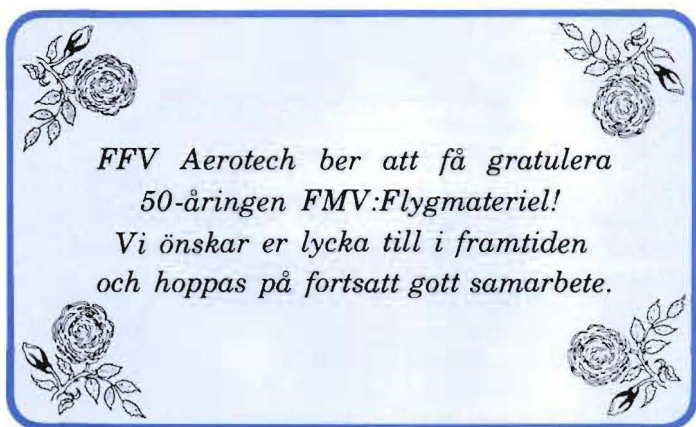 FFV Aerotech ber att få gratulera
50-åringen FMV:Flygmateriel!
Vi önskar er lycka till i framtiden
och hoppas på fortsatt gott samarbete.